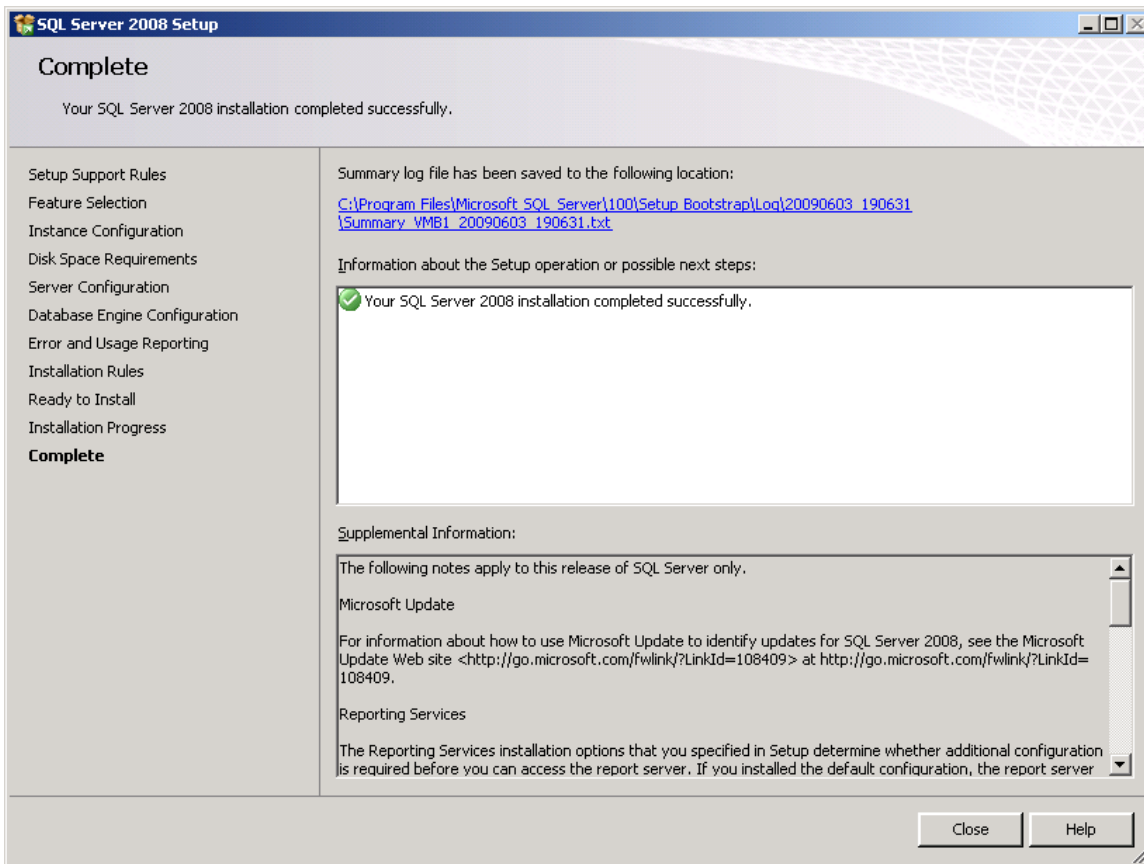 SQL Server 2008 Setup
Complete
Your SQL Server 2008 installation completed successfully.
Setup Support Rules
Feature Selection
Instance Configuration
Disk Space Requirements
Server Configuration
Database Engine Configuration
Error and Usage Reporting
Installation Rules
Ready to Install
Installation Progress
Complete
Summary log file has been saved to the following location:
C:\Program Files\Microsoft SQL Server\100\Setup Bootstrap\Log\20090603_190631
\Summary_VMB1_20090603_190631.txt
Information about the Setup operation or possible next steps:
Your SQL Server 2008 installation completed successfully.
Supplemental Information:
The following notes apply to this release of SQL Server only.
Microsoft Update
For information about how to use Microsoft Update to identify updates for SQL Server 2008, see the Microsoft
Update Web site <http://go.microsoft.com/fwlink/?LinkId=108409> at http://go.microsoft.com/fwlink/?LinkId=
108409.
Reporting Services
The Reporting Services installation options that you specified in Setup determine whether additional configuration
is required before you can access the report server. If you installed the default configuration, the report server
Close
Help